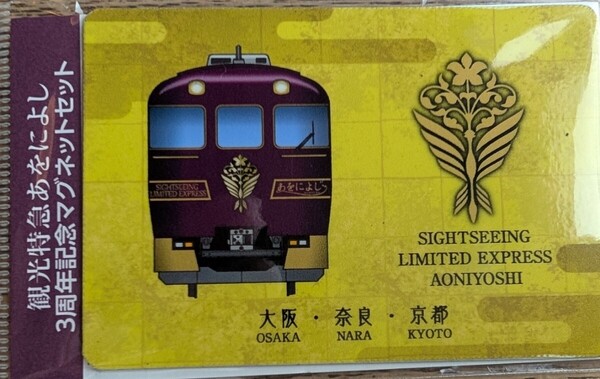 観光特急あをによし
3周年記念マグネットセット
SIGHTSEEING
LIMITED EXPRESS
あをによし
SIGHTSEEING
LIMITED EXPRESS
AONIYOSHI
大阪・奈良・京都
OSAKA NARA KYOTO